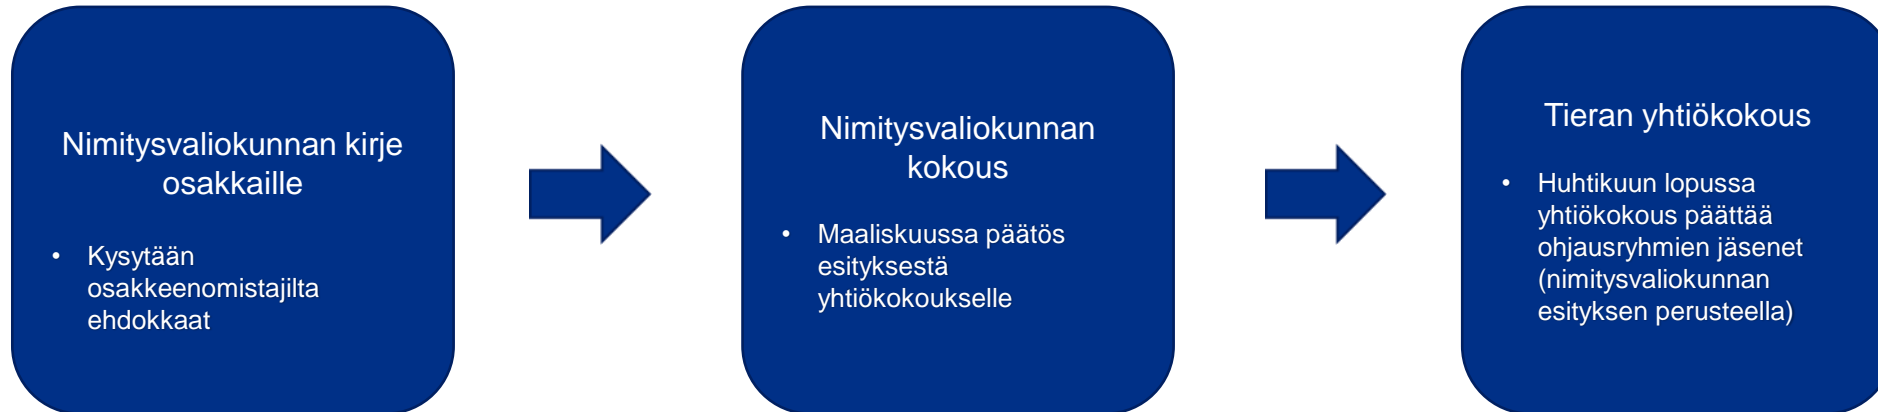 Nimitysvaliokunnan kirje
osakkaille
• Kysytään
osakkeenomistajilta
ehdokkaat
Nimitysvaliokunnan
kokous
• Maaliskuussa päätös
esityksestä
yhtiökokoukselle
Tieran yhtiökokous
• Huhtikuun lopussa
yhtiökokous päättää
ohjausryhmien jäsenet
(nimitysvaliokunnan
esityksen perusteella)